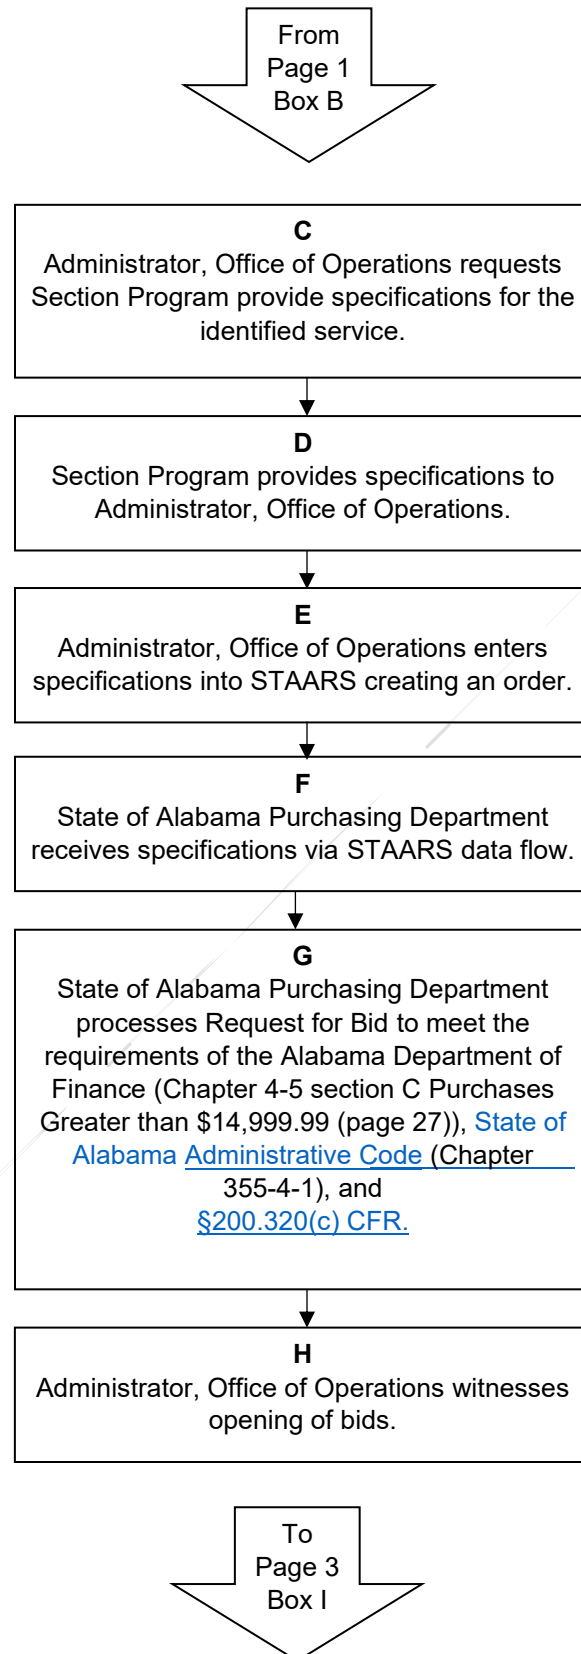 From
Page 1
Box B
C
Administrator, Office of Operations requests
Section Program provide specifications for the
identified service.
D
Section Program provides specifications to
Administrator, Office of Operations.
E
Administrator, Office of Operations enters
specifications into STAARS creating an order.
F
State of Alabama Purchasing Department
receives specifications via STAARS data flow.
G
State of Alabama Purchasing Department
processes Request for Bid to meet the
requirements of the Alabama Department of
Finance (Chapter 4-5 section C Purchases
Greater than $14,999.99 (page 27)), State of
Alabama Administrative Code (Chapter
355-4-1), and
§200.320(c) CFR.
H
Administrator, Office of Operations witnesses
opening of bids.
To
Page 3
Box I